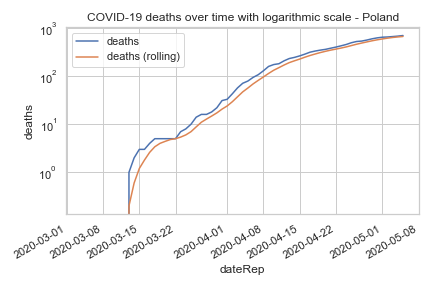 COVID-19 deaths over time with logarithmic scale - Poland
deaths
deaths (rolling)
10³
10²
10¹
10⁰
deaths
2020-03-01
2020-03-08
2020-03-15
2020-03-22
2020-04-01
2020-04-08
2020-04-15
2020-04-22
2020-05-01
2020-05-08
dateRep